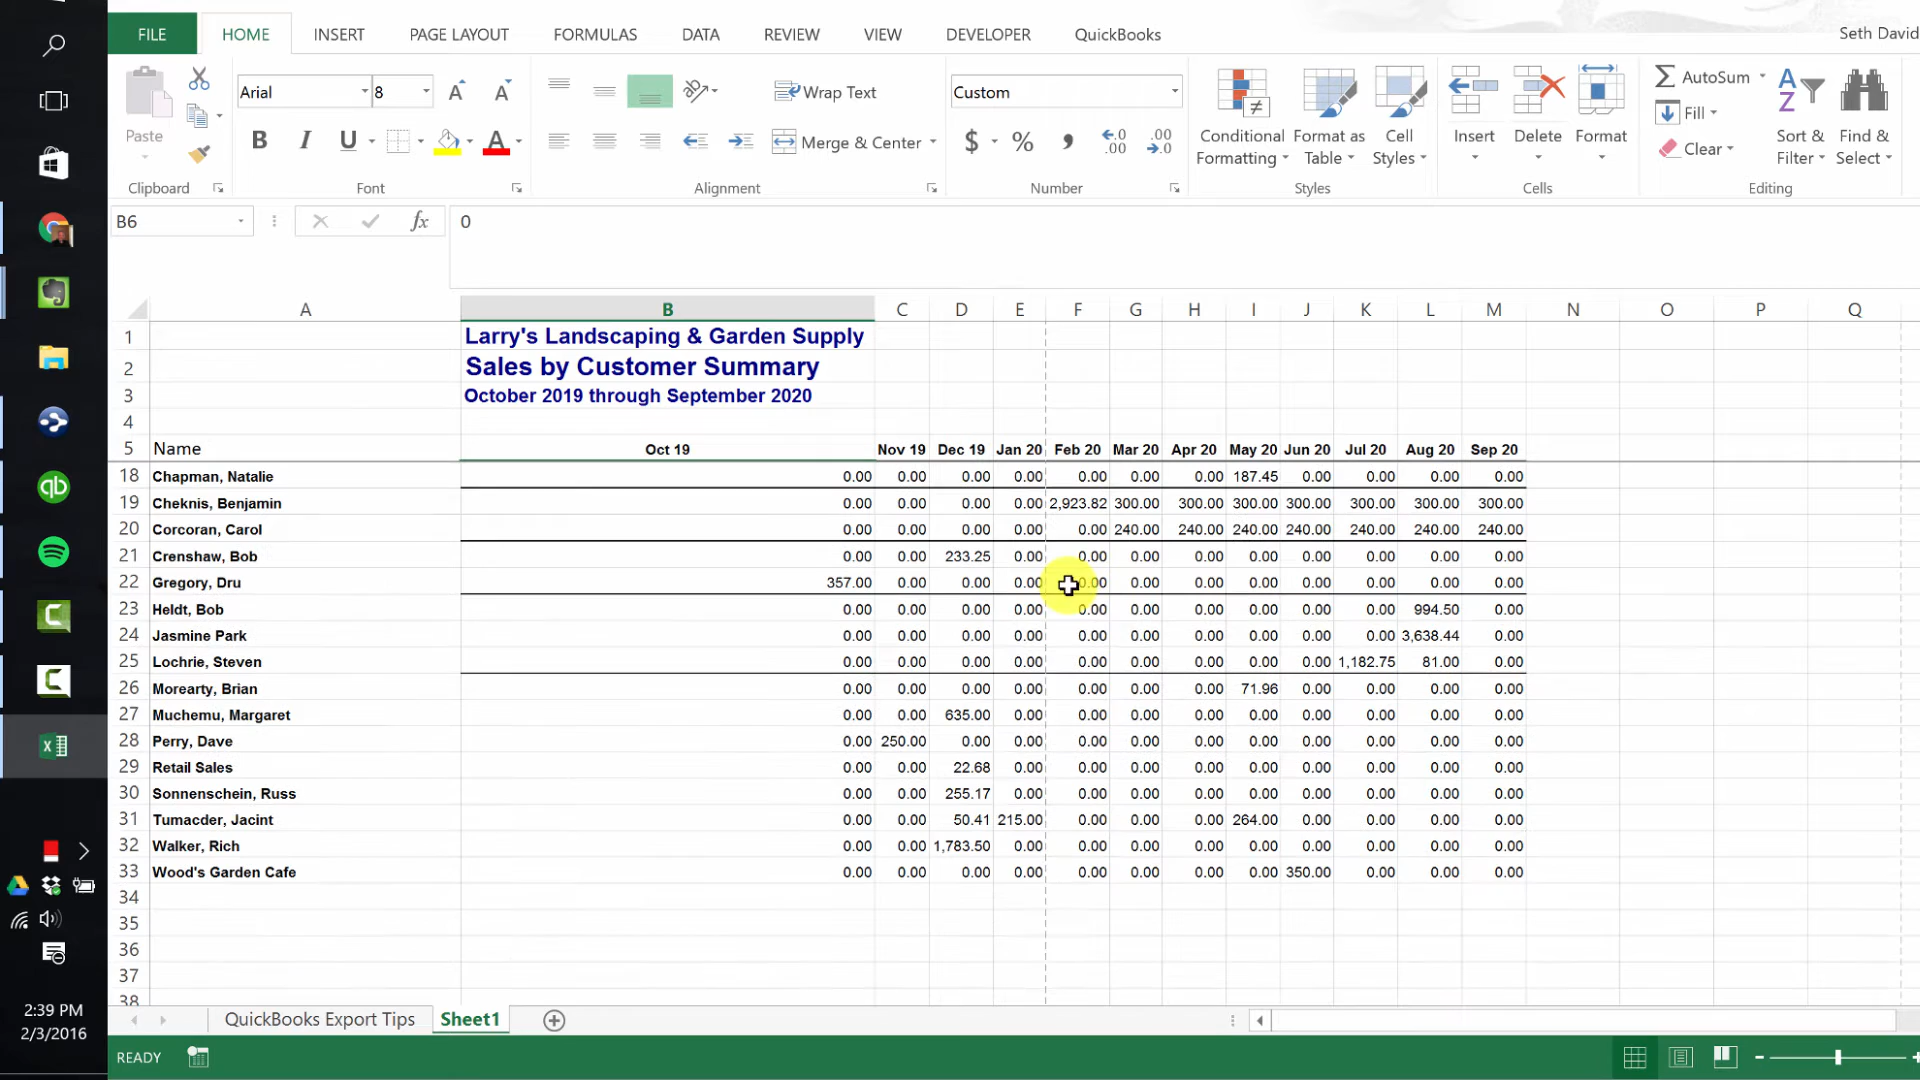 FILE HOME INSERT PAGE LAYOUT FORMULAS DATA REVIEW VIEW DEVELOPER QuickBooks Seth David
Paste
Arial 8
B I U A
Wrap Text
Merge & Center
Custom
$ % ,
Conditional Formatting
Format as Table
Cell Styles
Insert Delete Format
AutoSum
Fill
Clear
Sort & Filter
Find & Select
Clipboard Font Alignment Number Styles Cells Editing
B6 fx 0
A B C D E F G H I J K L M N O P Q
1 Larry's Landscaping & Garden Supply
2 Sales by Customer Summary
3 October 2019 through September 2020
4
5 Name Oct 19 Nov 19 Dec 19 Jan 20 Feb 20 Mar 20 Apr 20 May 20 Jun 20 Jul 20 Aug 20 Sep 20
18 Chapman, Natalie 0.00 0.00 0.00 0.00 0.00 0.00 0.00 187.45 0.00 0.00 0.00 0.00
19 Cheknis, Benjamin 0.00 0.00 0.00 0.00 2,923.82 300.00 300.00 300.00 300.00 300.00 300.00 300.00
20 Corcoran, Carol 0.00 0.00 0.00 0.00 0.00 240.00 240.00 240.00 240.00 240.00 240.00 240.00
21 Crenshaw, Bob 0.00 0.00 233.25 0.00 0.00 0.00 0.00 0.00 0.00 0.00 0.00 0.00
22 Gregory, Dru 357.00 0.00 0.00 0.00 0.00 0.00 0.00 0.00 0.00 0.00 0.00 0.00
23 Heldt, Bob 0.00 0.00 0.00 0.00 0.00 0.00 0.00 0.00 0.00 0.00 994.50 0.00
24 Jasmine Park 0.00 0.00 0.00 0.00 0.00 0.00 0.00 0.00 0.00 0.00 3,638.44 0.00
25 Lochrie, Steven 0.00 0.00 0.00 0.00 0.00 0.00 0.00 0.00 0.00 1,182.75 81.00 0.00
26 Morearty, Brian 0.00 0.00 0.00 0.00 0.00 0.00 0.00 71.96 0.00 0.00 0.00 0.00
27 Muchemu, Margaret 0.00 0.00 635.00 0.00 0.00 0.00 0.00 0.00 0.00 0.00 0.00 0.00
28 Perry, Dave 0.00 250.00 0.00 0.00 0.00 0.00 0.00 0.00 0.00 0.00 0.00 0.00
29 Retail Sales 0.00 0.00 22.68 0.00 0.00 0.00 0.00 0.00 0.00 0.00 0.00 0.00
30 Sonnenschein, Russ 0.00 0.00 255.17 0.00 0.00 0.00 0.00 0.00 0.00 0.00 0.00 0.00
31 Tumacder, Jacint 0.00 0.00 50.41 215.00 0.00 0.00 0.00 264.00 0.00 0.00 0.00 0.00
32 Walker, Rich 0.00 0.00 1,783.50 0.00 0.00 0.00 0.00 0.00 0.00 0.00 0.00 0.00
33 Wood's Garden Cafe 0.00 0.00 0.00 0.00 0.00 0.00 0.00 0.00 350.00 0.00 0.00 0.00
34
35
36
37
38
QuickBooks Export Tips Sheet1
READY
2:39 PM
2/3/2016